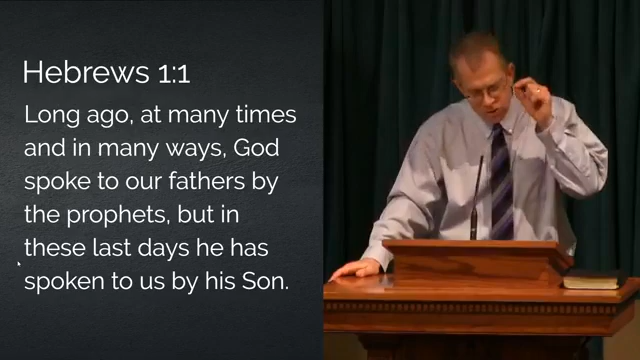 Hebrews 1:1
Long ago, at many times
and in many ways, God
spoke to our fathers by
the prophets, but in
these last days he has
spoken to us by his Son.